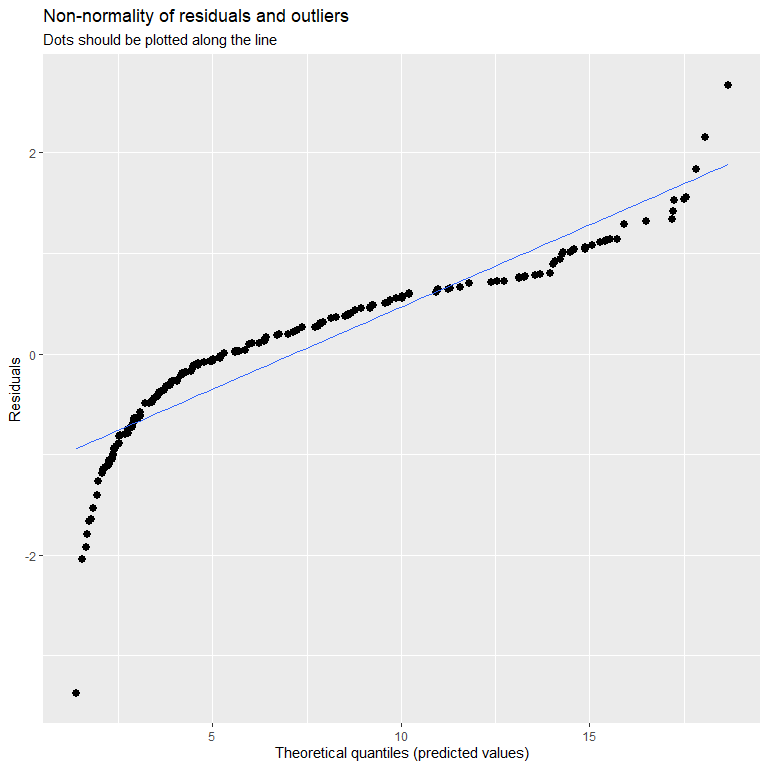 Non-normality of residuals and outliers
Dots should be plotted along the line
Residuals
2
0
-2
5
10
15
Theoretical quantiles (predicted values)